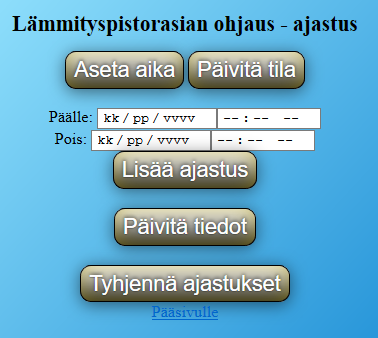 Lämmityspistorasian ohjaus - ajastus
Aseta aika Päivitä tila
Päälle: kk / pp / vvvv -- : -- --
Pois: kk / pp / vvvv -- : -- --
Lisää ajastus
Päivitä tiedot
Tyhjennä ajastukset
Pääsivulle